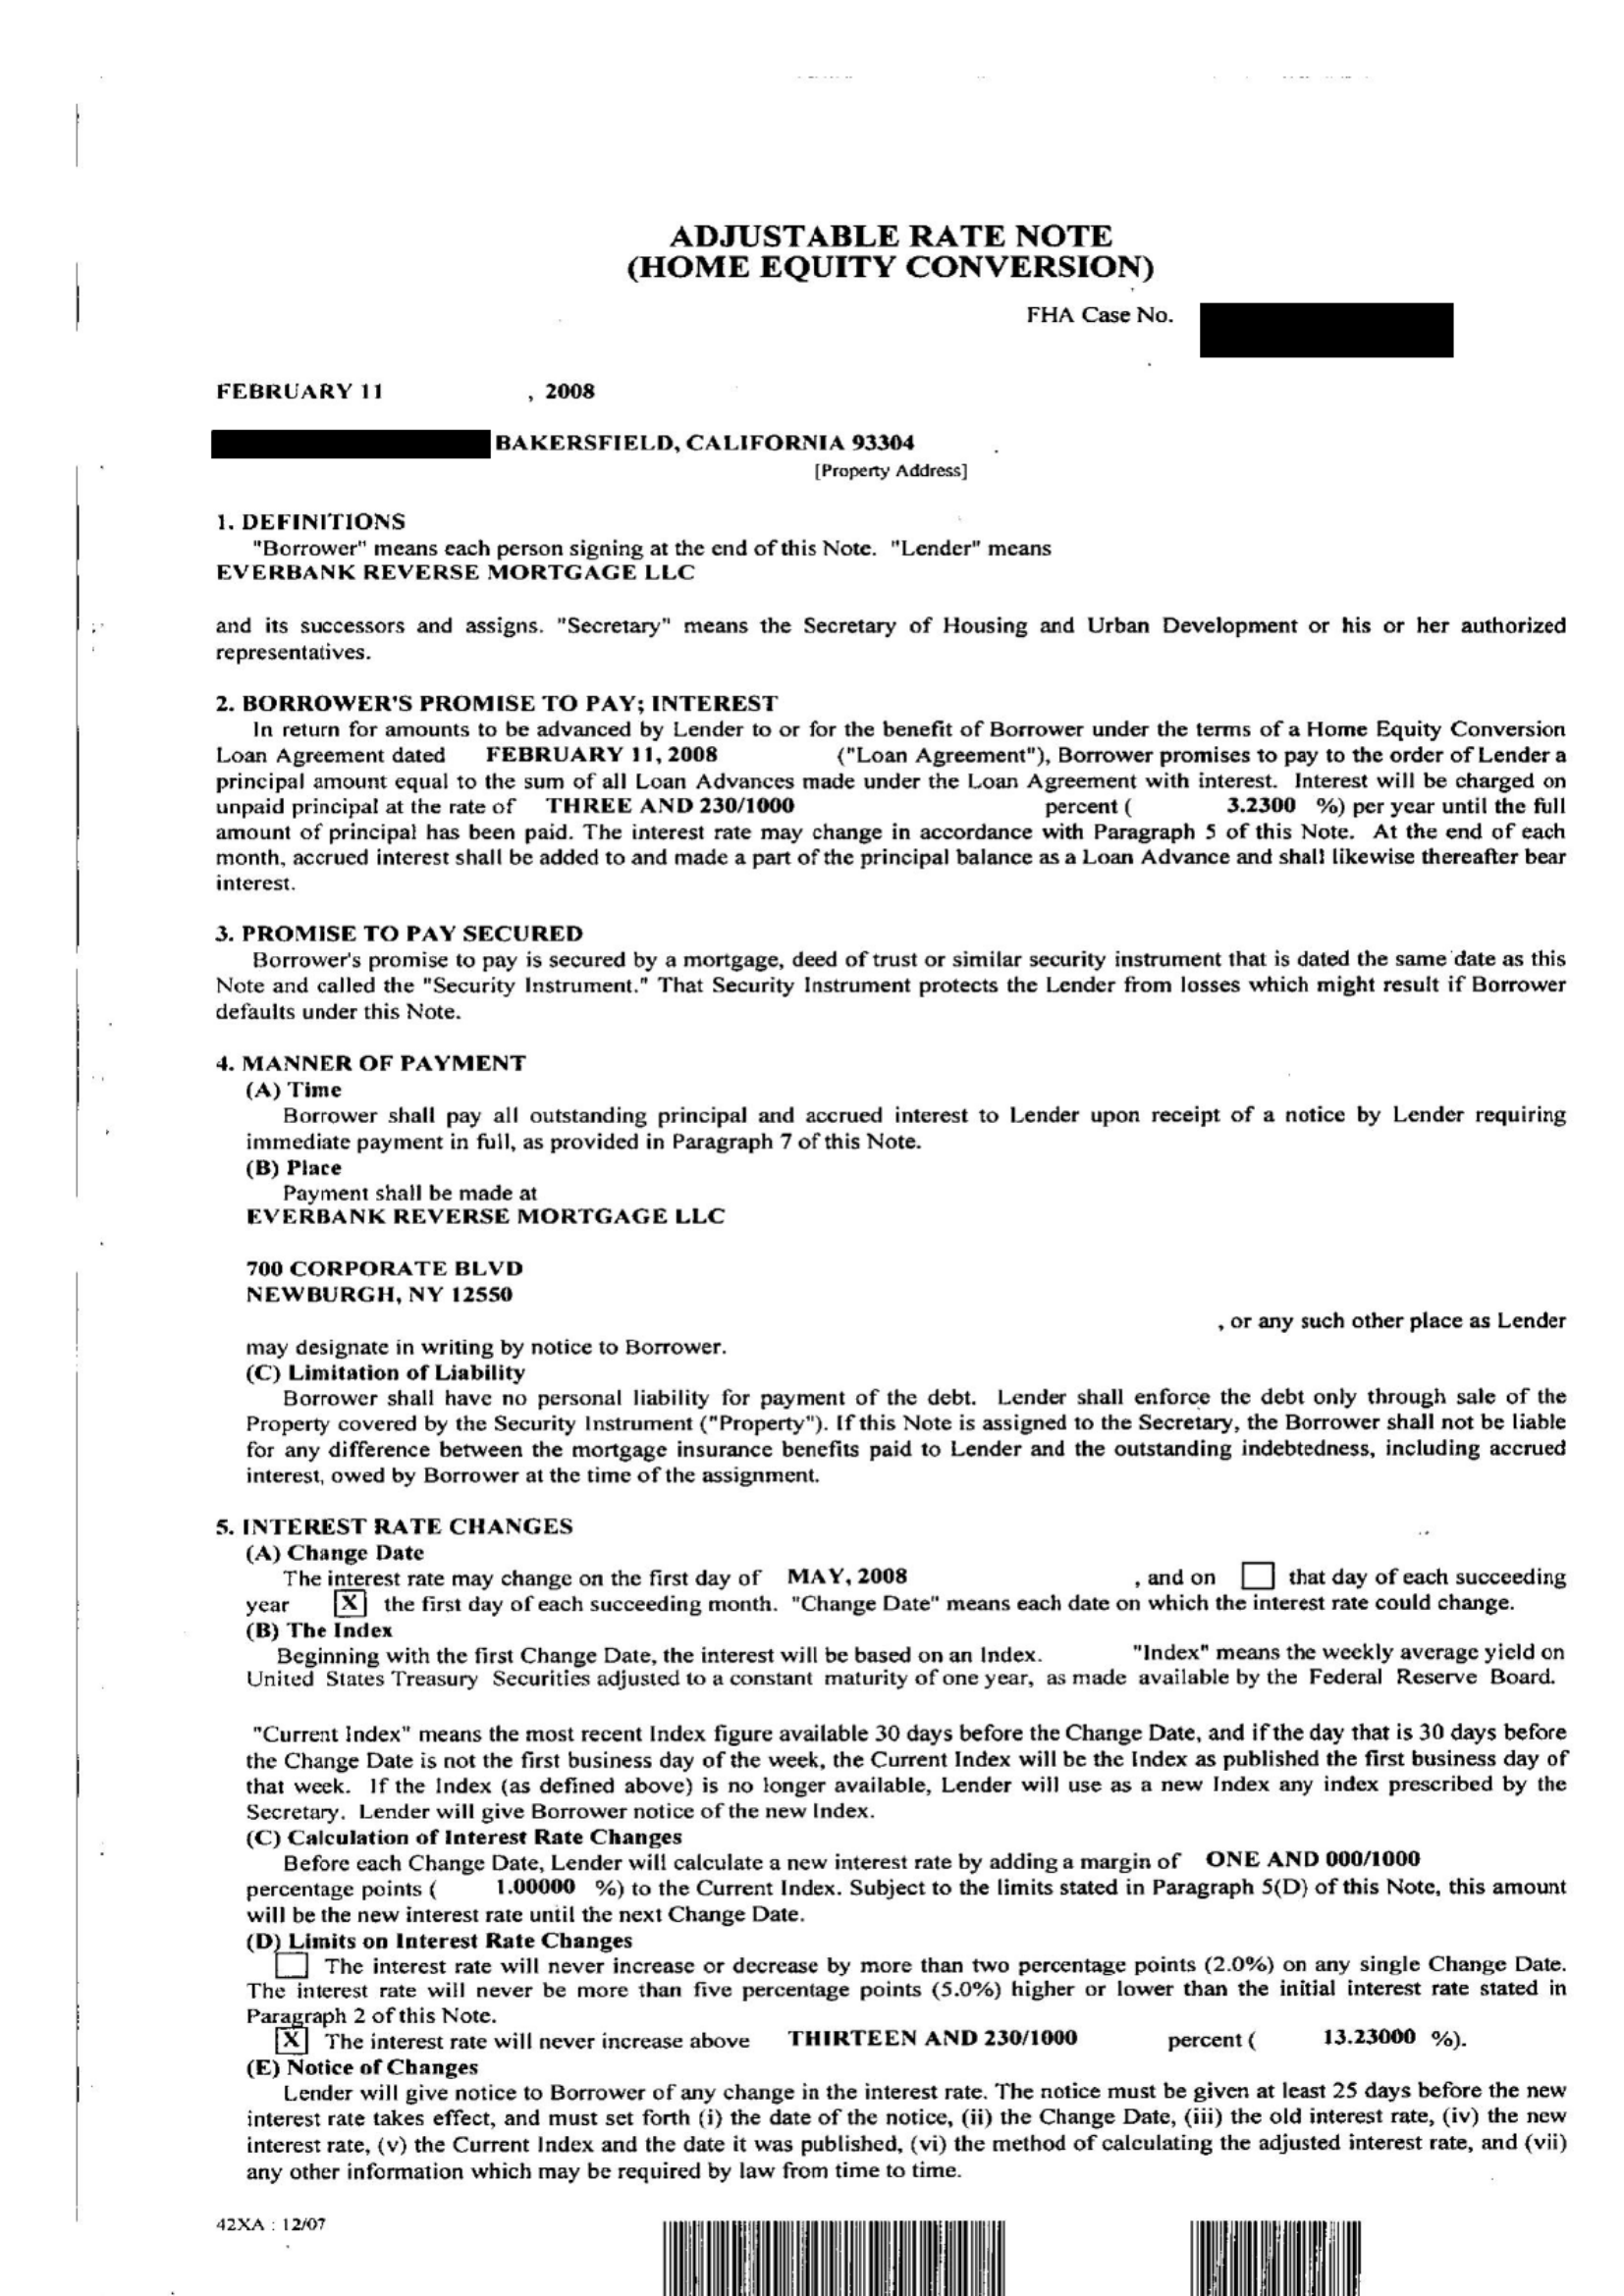 ADJUSTABLE RATE NOTE
(HOME EQUITY CONVERSION)
FHA Case No.
FEBRUARY 11 , 2008
BAKERSFIELD, CALIFORNIA 93304
[Property Address]
1. DEFINITIONS
"Borrower" means each person signing at the end of this Note. "Lender" means
EVERBANK REVERSE MORTGAGE LLC
and its successors and assigns. "Secretary" means the Secretary of Housing and Urban Development or his or her authorized
representatives.
2. BORROWER'S PROMISE TO PAY; INTEREST
In return for amounts to be advanced by Lender to or for the benefit of Borrower under the terms of a Home Equity Conversion
Loan Agreement dated FEBRUARY 11, 2008 ("Loan Agreement"), Borrower promises to pay to the order of Lender a
principal amount equal to the sum of all Loan Advances made under the Loan Agreement with interest. Interest will be charged on
unpaid principal at the rate of THREE AND 230/1000 percent ( 3.2300 %) per year until the full
amount of principal has been paid. The interest rate may change in accordance with Paragraph 5 of this Note. At the end of each
month, accrued interest shall be added to and made a part of the principal balance as a Loan Advance and shall likewise thereafter bear
interest.
3. PROMISE TO PAY SECURED
Borrower's promise to pay is secured by a mortgage, deed of trust or similar security instrument that is dated the same date as this
Note and called the "Security Instrument." That Security Instrument protects the Lender from losses which might result if Borrower
defaults under this Note.
4. MANNER OF PAYMENT
(A) Time
Borrower shall pay all outstanding principal and accrued interest to Lender upon receipt of a notice by Lender requiring
immediate payment in full, as provided in Paragraph 7 of this Note.
(B) Place
Payment shall be made at
EVERBANK REVERSE MORTGAGE LLC
700 CORPORATE BLVD
NEWBURGH, NY 12550
, or any such other place as Lender
may designate in writing by notice to Borrower.
(C) Limitation of Liability
Borrower shall have no personal liability for payment of the debt. Lender shall enforce the debt only through sale of the
Property covered by the Security Instrument ("Property"). If this Note is assigned to the Secretary, the Borrower shall not be liable
for any difference between the mortgage insurance benefits paid to Lender and the outstanding indebtedness, including accrued
interest, owed by Borrower at the time of the assignment.
5. INTEREST RATE CHANGES
(A) Change Date
The interest rate may change on the first day of MAY, 2008 , and on that day of each succeeding
year X the first day of each succeeding month. "Change Date" means each date on which the interest rate could change.
(B) The Index
Beginning with the first Change Date, the interest will be based on an Index. "Index" means the weekly average yield on
United States Treasury Securities adjusted to a constant maturity of one year, as made available by the Federal Reserve Board.
"Current Index" means the most recent Index figure available 30 days before the Change Date, and if the day that is 30 days before
the Change Date is not the first business day of the week, the Current Index will be the Index as published the first business day of
that week. If the Index (as defined above) is no longer available, Lender will use as a new Index any index prescribed by the
Secretary. Lender will give Borrower notice of the new Index.
(C) Calculation of Interest Rate Changes
Before each Change Date, Lender will calculate a new interest rate by adding a margin of ONE AND 000/1000
percentage points ( 1.00000 %) to the Current Index. Subject to the limits stated in Paragraph 5(D) of this Note, this amount
will be the new interest rate until the next Change Date.
(D) Limits on Interest Rate Changes
The interest rate will never increase or decrease by more than two percentage points (2.0%) on any single Change Date.
The interest rate will never be more than five percentage points (5.0%) higher or lower than the initial interest rate stated in
Paragraph 2 of this Note.
X The interest rate will never increase above THIRTEEN AND 230/1000 percent ( 13.23000 %).
(E) Notice of Changes
Lender will give notice to Borrower of any change in the interest rate. The notice must be given at least 25 days before the new
interest rate takes effect, and must set forth (i) the date of the notice, (ii) the Change Date, (iii) the old interest rate, (iv) the new
interest rate, (v) the Current Index and the date it was published, (vi) the method of calculating the adjusted interest rate, and (vii)
any other information which may be required by law from time to time.
42XA : 12/07